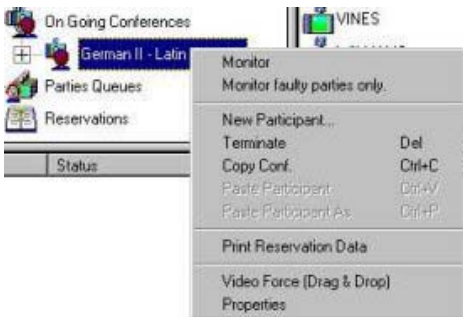 On Going Conferences
VINES
German II - Latin
Monitor
Parties Queues
Monitor faulty parties only.
Reservations
New Participant...
Terminate Del
Status
Copy Conf. Ctrl+C
Paste Participant Ctrl+V
Paste Participant As Ctrl+P
Print Reservation Data
Video Force (Drag & Drop)
Properties